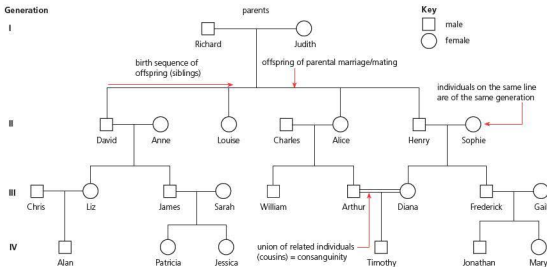 Generation
parents
Key
I
male
Richard
Judith
female
birth sequence of
offspring (siblings)
offspring of parental marriage/mating
individuals on the same line
are of the same generation
II
David
Anne
Louise
Charles
Alice
Henry
Sophie
III
Chris
Liz
James
Sarah
William
Arthur
Diana
Frederick
Gail
IV
union of related individuals
(cousins) = consanguinity
Alan
Patricia
Jessica
Timothy
Jonathan
Mary